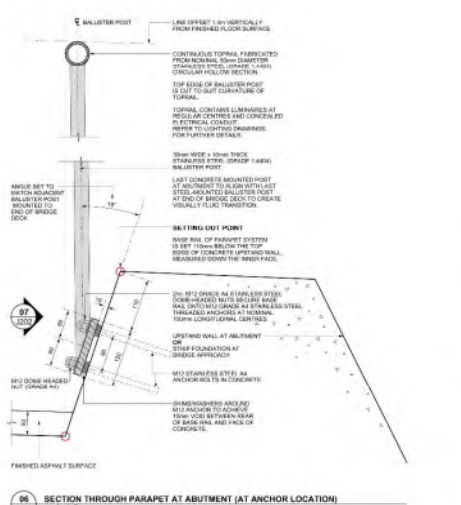 ℄ BALUSTER POST
LINE OFFSET 1.4m VERTICALLY
FROM FINISHED FLOOR SURFACE
CONTINUOUS TOPRAIL FABRICATED
FROM NOMINAL 60mm DIAMETER
STAINLESS STEEL (GRADE 1.4404)
CIRCULAR HOLLOW SECTION.
TOP EDGE OF BALUSTER POST
IS CUT TO SUIT CURVATURE OF
TOPRAIL.
TOPRAIL CONTAINS LUMINAIRES AT
REGULAR CENTRES AND CONCEALED
ELECTRICAL CONDUIT.
REFER TO LIGHTING DRAWINGS
FOR FURTHER DETAILS.
WIDE x 10mm THICK
STAINLESS STEEL (GRADE 1.4404)
BALUSTER POST
LAST CONCRETE-MOUNTED POST
AT ABUTMENT TO ALIGN WITH LAST
STEEL-MOUNTED BALUSTER POST
AT END OF BRIDGE DECK TO CREATE
VISUALLY FLUID TRANSITION.
ANGLE SET TO
MATCH ADJACENT
BALUSTER POST
MOUNTED TO
END OF BRIDGE
DECK
SETTING OUT POINT
BASE RAIL OF PARAPET SYSTEM
IS SET 110mm BELOW THE TOP
EDGE OF CONCRETE UPSTAND WALL,
MEASURED DOWN THE INNER FACE.
2no. M12 GRADE A4 STAINLESS STEEL
DOME-HEADED NUTS SECURE BASE
RAIL ONTO M12 GRADE A4 STAINLESS STEEL
THREADED ANCHORS AT NOMINAL
700mm LONGITUDINAL CENTRES
07
J202
110
UPSTAND WALL AT ABUTMENT
OR
STRIP FOUNDATION AT
BRIDGE APPROACH
M12 STAINLESS STEEL A4
ANCHOR BOLTS IN CONCRETE
M12 DOME HEADED
NUT (GRADE A4)
SHIMS/WASHERS AROUND
M12 ANCHOR TO ACHIEVE
10mm VOID BETWEEN REAR
OF BASE RAIL AND FACE OF
CONCRETE.
FINISHED ASPHALT SURFACE
06 SECTION THROUGH PARAPET AT ABUTMENT (AT ANCHOR LOCATION)